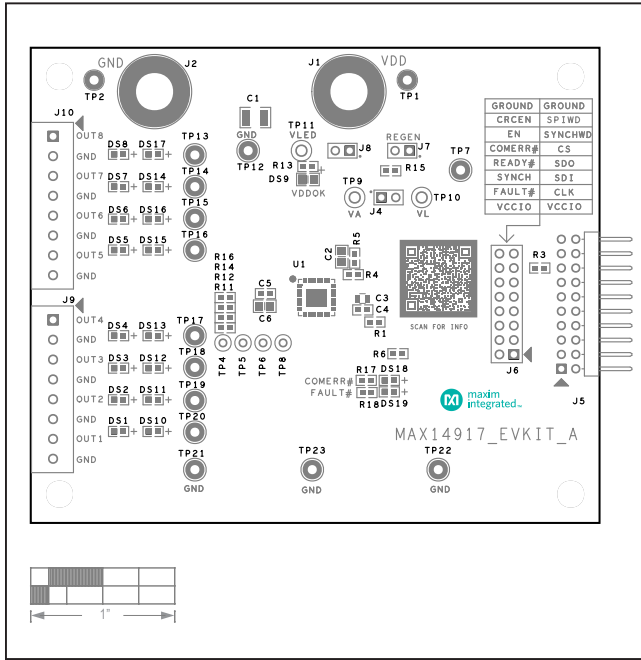 GND
J2
J1
VDD
TP2
TP1
J10
C1
TP11
VLED
GROUND GROUND
CRCEN SPIWD
EN SYNCHWD
COMERR# CS
READY# SDO
SYNCH SDI
FAULT# CLK
VCCIO VCCIO
OUT8
DS8 DS17
TP13
GND
TP12
J8
REGEN
J7
TP7
GND
R13
DS9
VDDOK
R15
OUT7
DS7 DS14
TP14
TP9
VA
J4
TP10
VL
GND
TP15
OUT6
DS6 DS16
GND
TP16
OUT5
DS5 DS15
GND
R16
R14
R12
R11
C5
C6
U1
C2
R5
R4
C3
C4
R1
SCAN FOR INFO
R3
J9
OUT4
DS4 DS13
TP17
GND
TP4
TP5
TP6
TP8
R6
J6
J5
OUT3
DS3 DS12
TP18
GND
R17
DS18
COMERR#
FAULT#
R18
DS19
OUT2
DS2 DS11
TP19
GND
maxim
integrated™
OUT1
DS1 DS10
TP20
GND
MAX14917_EVKIT_A
TP21
GND
TP23
GND
TP22
GND
1"